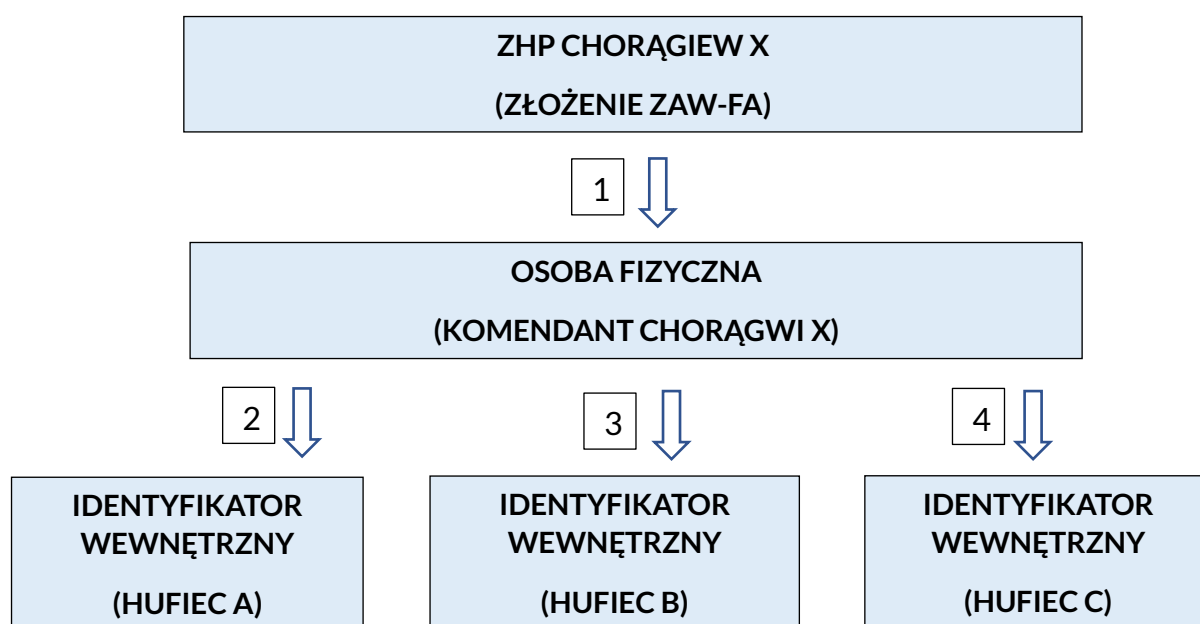 ZHP CHORĄGIEW X
(ZŁOŻENIE ZAW-FA)
1
OSOBA FIZYCZNA
(KOMENDANT CHORĄGWI X)
2
3
4
IDENTYFIKATOR
WEWNĘTRZNY
(HUFIEC A)
IDENTYFIKATOR
WEWNĘTRZNY
(HUFIEC B)
IDENTYFIKATOR
WEWNĘTRZNY
(HUFIEC C)